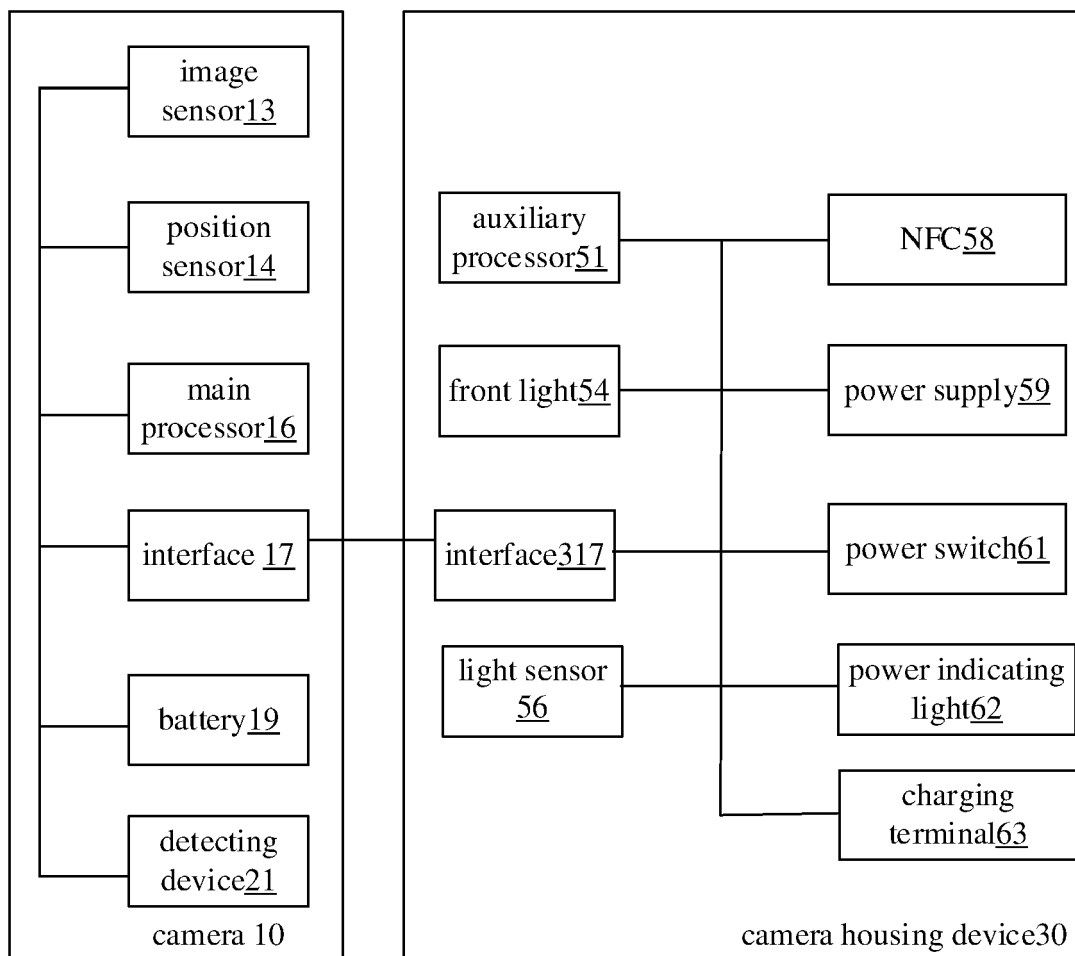 image
sensor13
position
sensor14
main
processor16
interface 17
battery19
detecting
device21
camera 10
auxiliary
processor51
NFC58
front light54
power supply59
interface317
power switch61
light sensor
56
power indicating
light62
charging
terminal63
camera housing device30